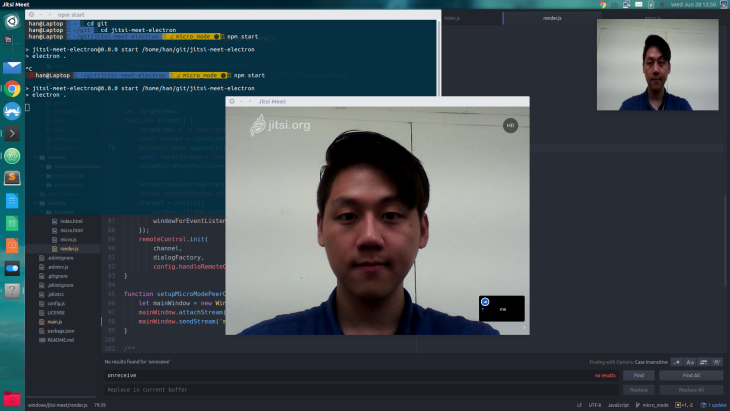 Jitsi Meet
Wed Jun 28 13:50
npm start
han@Laptop cd git
han@Laptop ~/git cd jitsi-meet-electron
han@Laptop ~/git/jitsi-meet-electron micro_mode npm start
> jitsi-meet-electron@0.0.0 start /home/han/git/jitsi-meet-electron
> electron .
^C
han@Laptop ~/git/jitsi-meet-electron micro_mode npm start
> jitsi-meet-electron@0.0.0 start /home/han/git/jitsi-meet-electron
> electron .
index.js
render.js
Jitsi Meet
jitsi.org
HD
me
index.html
micro.html
micro.js
render.js
.eslintignore
.eslintrc.js
.gitignore
.jshintignore
.jshintrc
config.js
LICENSE
main.js
package.json
README.md
windowForEventListen
});
remoteControl.init(
channel,
dialogFactory,
config.handleRemoteC
}
function setupMicroModePeerC
let mainWindow = new Win
mainWindow.attachStream(
mainWindow.sendStream('m
}
/**
No results found for 'onreceive'
Finding with Options: Case Insensitive
onreceive
no results
Find
Find All
Replace in current buffer
Replace
Replace All
windows/jitsi-meet/render.js 79:39
LF UTF-8 JavaScript micro_mode +1, -2 1 update